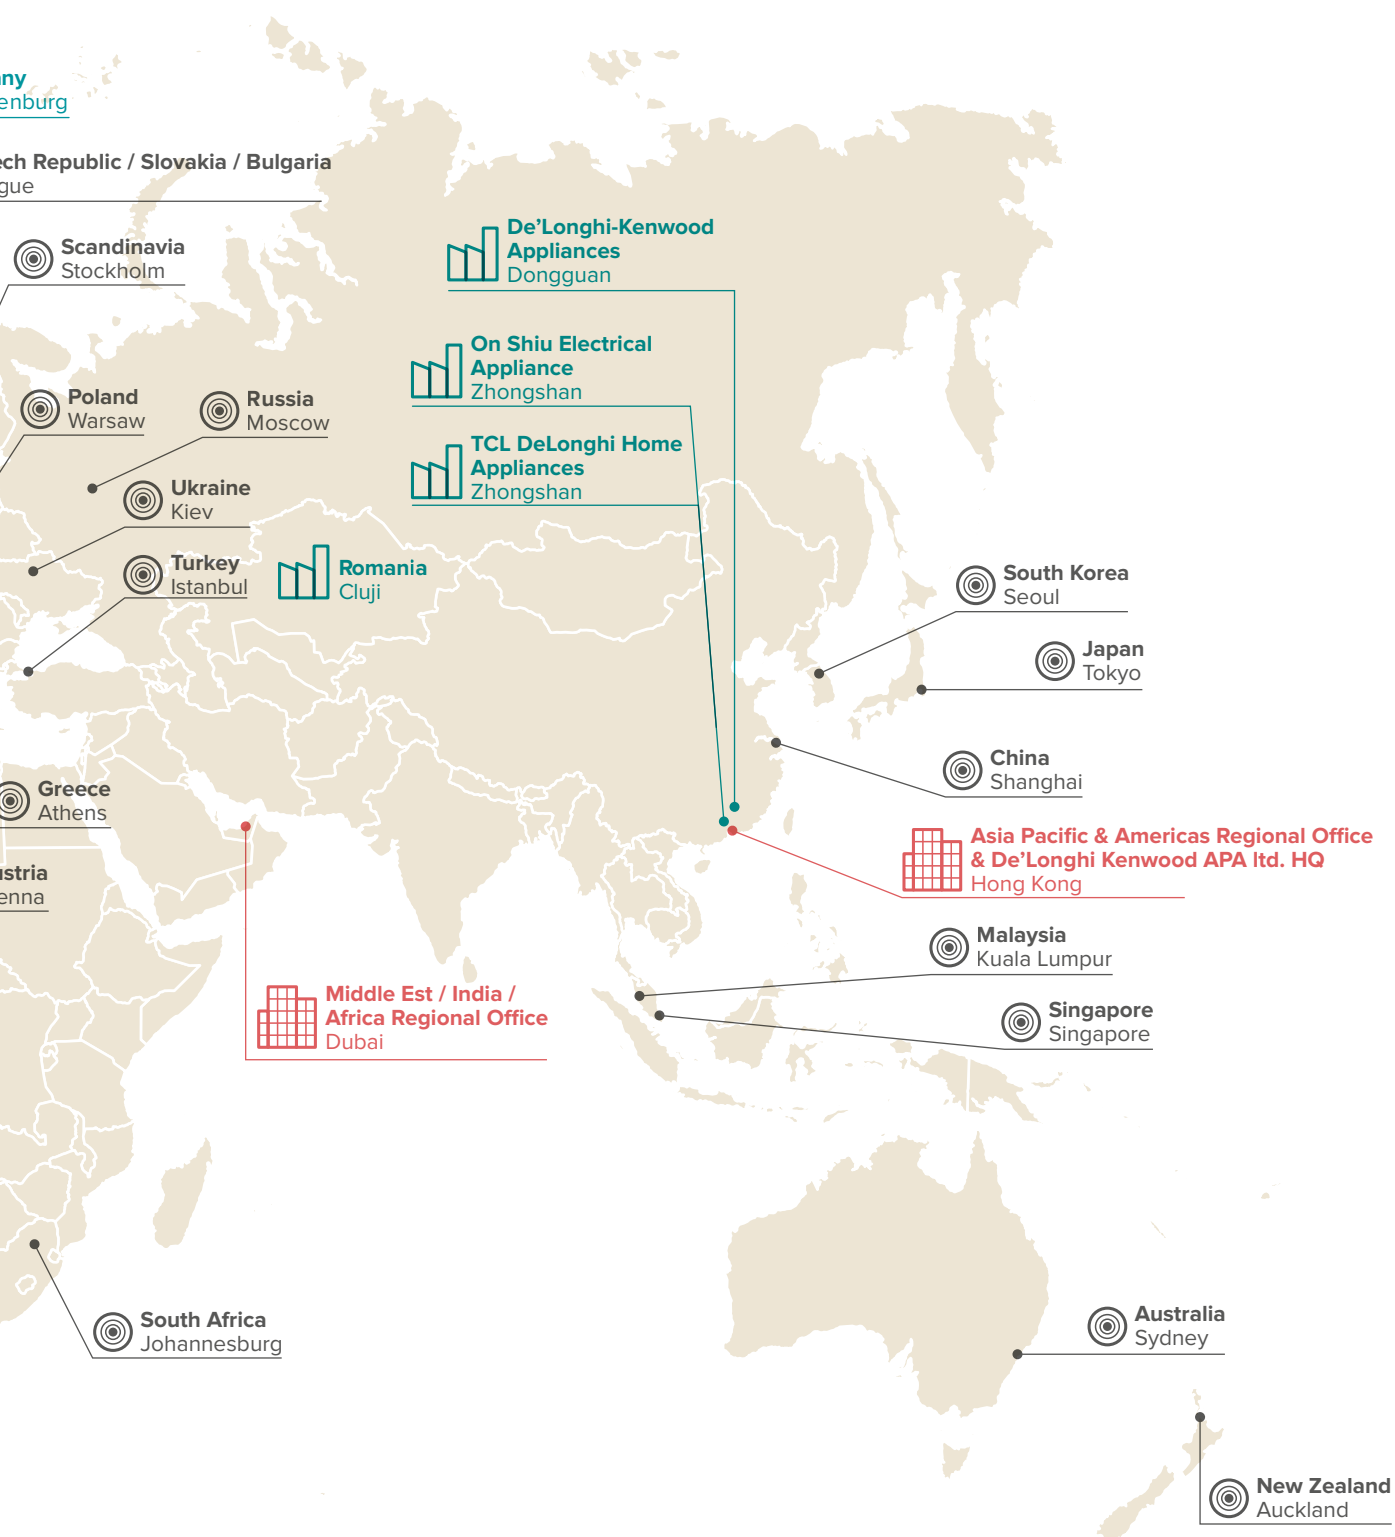 any
enburg
ech Republic / Slovakia / Bulgaria
gue
Scandinavia
Stockholm
De'Longhi-Kenwood
Appliances
Dongguan
On Shiu Electrical
Appliance
Zhongshan
Poland
Warsaw
Russia
Moscow
TCL DeLonghi Home
Appliances
Zhongshan
Ukraine
Kiev
Turkey
Istanbul
Romania
Cluji
South Korea
Seoul
Japan
Tokyo
China
Shanghai
Greece
Athens
Asia Pacific & Americas Regional Office
& De'Longhi Kenwood APA ltd. HQ
Hong Kong
ustria
enna
Malaysia
Kuala Lumpur
Middle Est / India /
Africa Regional Office
Dubai
Singapore
Singapore
South Africa
Johannesburg
Australia
Sydney
New Zealand
Auckland